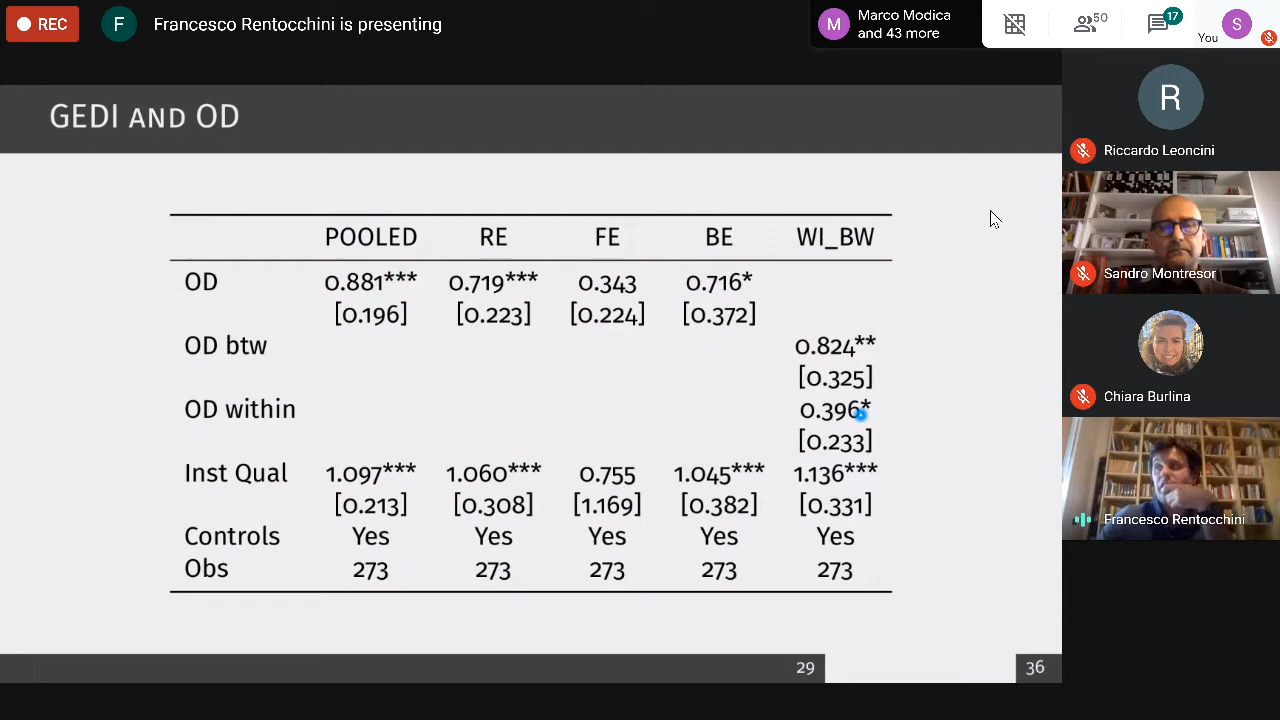 REC
F
Francesco Rentocchini is presenting
M
Marco Modica
and 43 more
50
17
You
S
GEDI AND OD
POOLED RE FE BE WI_BW
OD 0.881*** 0.719*** 0.343 0.716*
[0.196] [0.223] [0.224] [0.372]
OD btw 0.824**
[0.325]
OD within 0.396*
[0.233]
Inst Qual 1.097*** 1.060*** 0.755 1.045*** 1.136***
[0.213] [0.308] [1.169] [0.382] [0.331]
Controls Yes Yes Yes Yes Yes
Obs 273 273 273 273 273
29
36
R
Riccardo Leoncini
Sandro Montresor
Chiara Burlina
Francesco Rentocchini